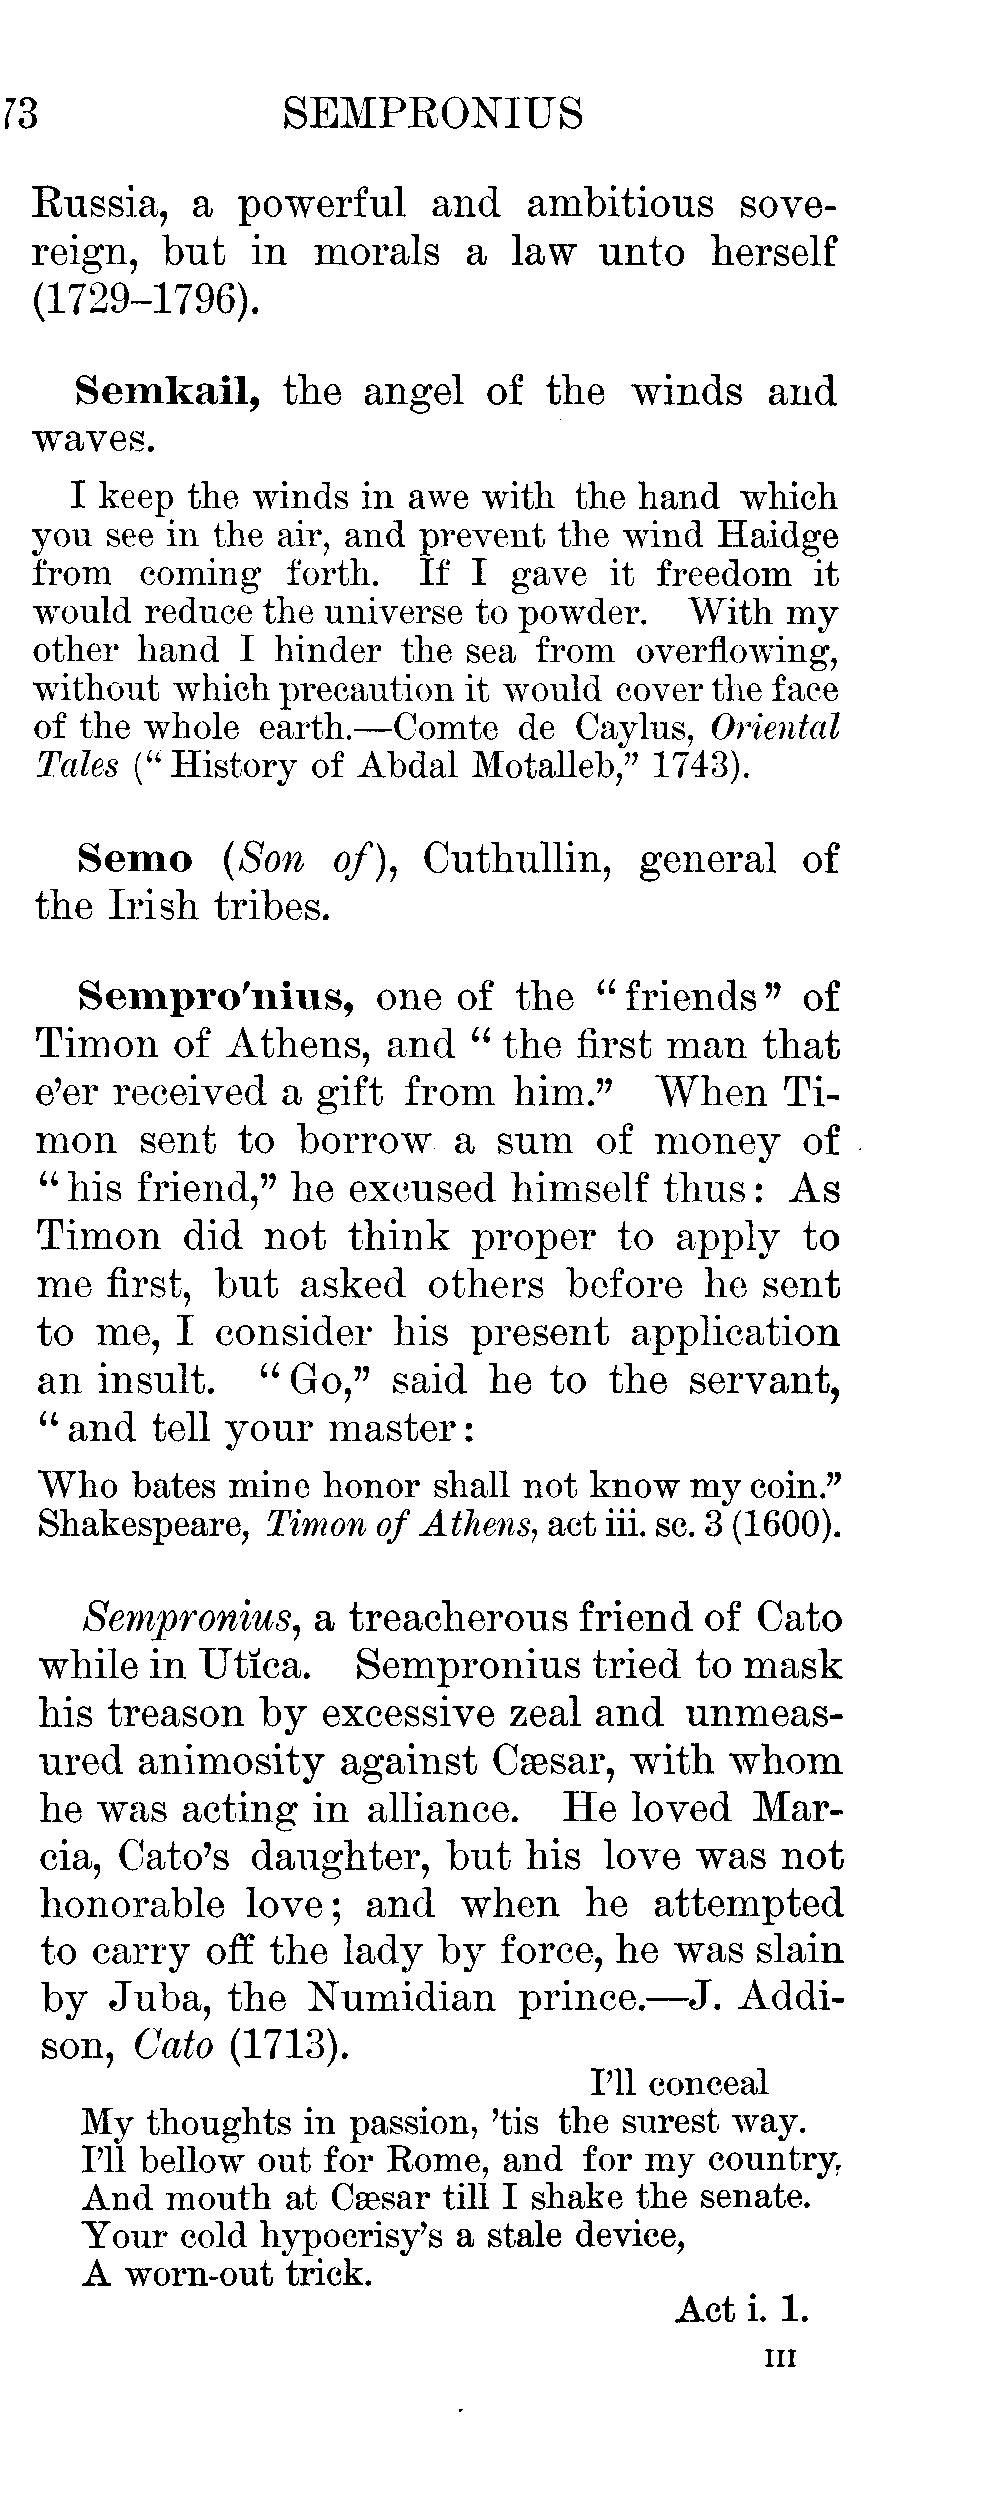 73 SEMPRONIUS
Russia, a powerful and ambitious sove-
reign, but in morals a law unto herself
(1729–1796).
Semkail, the angel of the winds and
waves.
I keep the winds in awe with the hand which
you see in the air, and prevent the wind Haidge
from coming forth. If I gave it freedom it
would reduce the universe to powder. With my
other hand I hinder the sea from overflowing,
without which precaution it would cover the face
of the whole earth.—Comte de Caylus, Oriental
Tales (“History of Abdal Motalleb,” 1743).
Semo (Son of), Cuthullin, general of
the Irish tribes.
Sempro'nius, one of the “friends” of
Timon of Athens, and “the first man that
e’er received a gift from him.” When Ti-
mon sent to borrow a sum of money of
“his friend,” he excused himself thus: As
Timon did not think proper to apply to
me first, but asked others before he sent
to me, I consider his present application
an insult. “Go,” said he to the servant,
“and tell your master:
Who bates mine honor shall not know my coin.”
Shakespeare, Timon of Athens, act iii. sc. 3 (1600).
Sempronius, a treacherous friend of Cato
while in Utĭca. Sempronius tried to mask
his treason by excessive zeal and unmeas-
ured animosity against Cæsar, with whom
he was acting in alliance. He loved Mar-
cia, Cato’s daughter, but his love was not
honorable love; and when he attempted
to carry off the lady by force, he was slain
by Juba, the Numidian prince.—J. Addi-
son, Cato (1713).
I’ll conceal
My thoughts in passion, ’tis the surest way.
I’ll bellow out for Rome, and for my country,
And mouth at Cæsar till I shake the senate.
Your cold hypocrisy’s a stale device,
A worn-out trick.
Act i. 1.
III